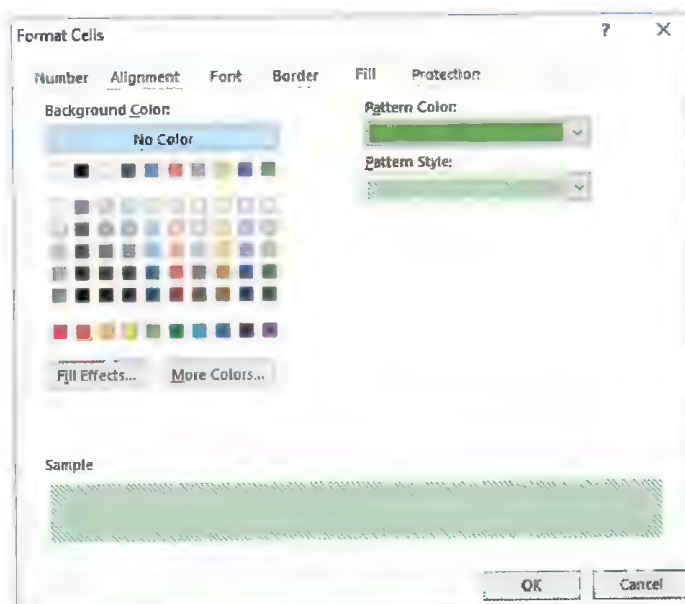 Format Cells ? X
Number Alignment Font Border Fill Protection
Background Color:
No Color
Pattern Color:
Pattern Style:
Fill Effects...
More Colors...
Sample
OK Cancel